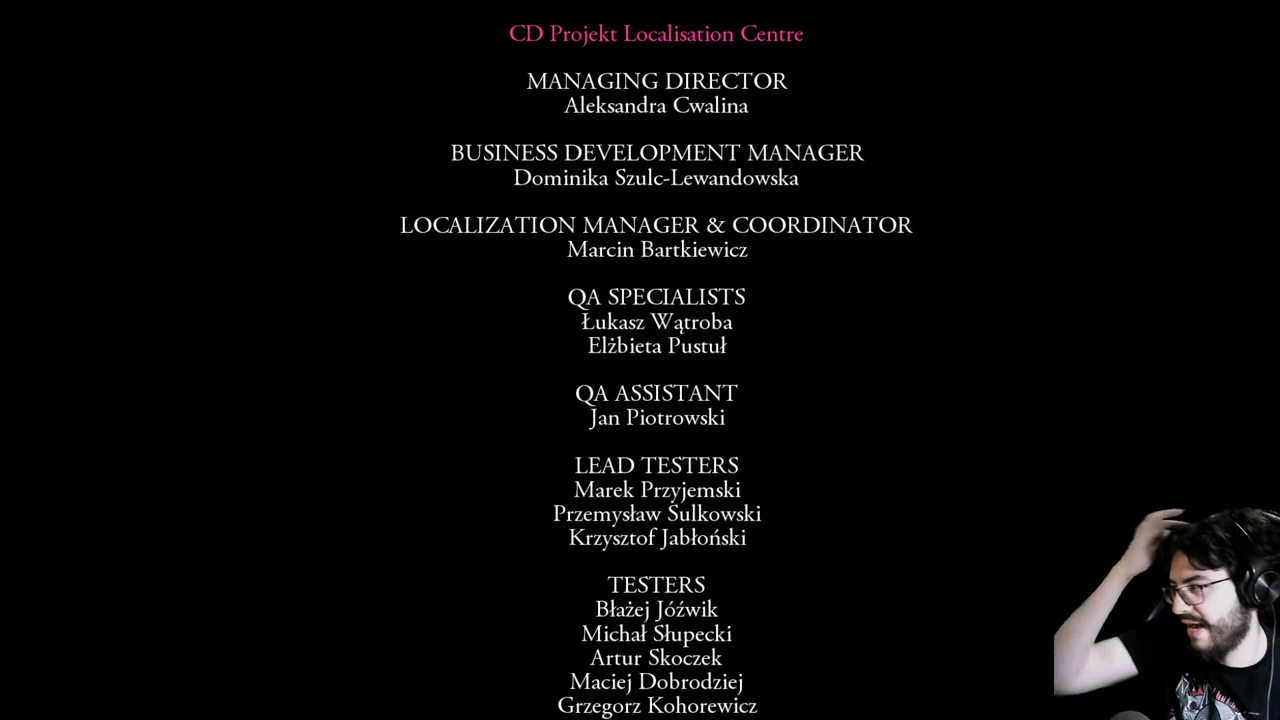 CD Projekt Localisation Centre
MANAGING DIRECTOR
Aleksandra Cwalina
BUSINESS DEVELOPMENT MANAGER
Dominika Szulc-Lewandowska
LOCALIZATION MANAGER & COORDINATOR
Marcin Bartkiewicz
QA SPECIALISTS
Łukasz Wątroba
Elżbieta Pustuł
QA ASSISTANT
Jan Piotrowski
LEAD TESTERS
Marek Przyjemski
Przemysław Sulkowski
Krzysztof Jabłoński
TESTERS
Błażej Jóźwik
Michał Słupecki
Artur Skoczek
Maciej Dobrodziej
Grzegorz Kohorewicz